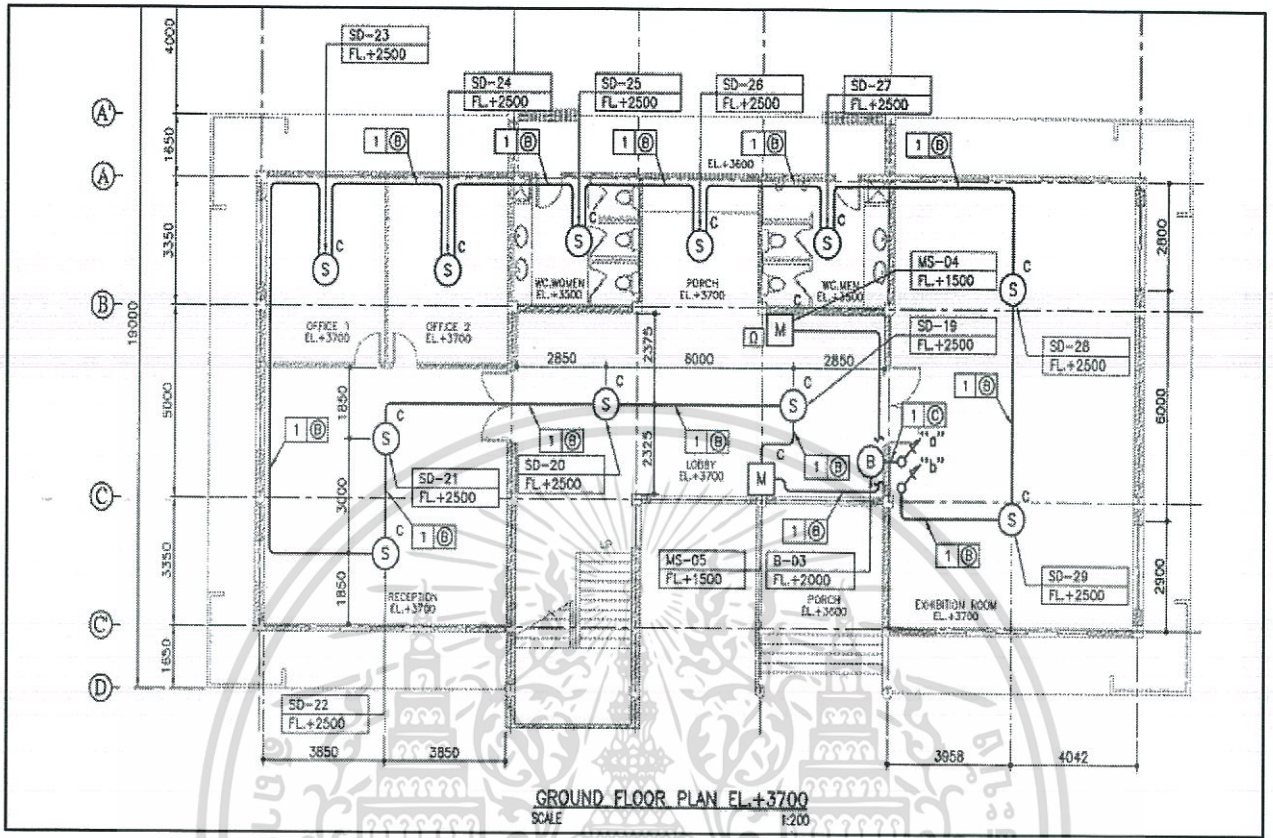 SD-23
FL.+2500
SD-24
FL.+2500
SD-25
FL.+2500
SD-26
FL.+2500
SD-27
FL.+2500
4000
A'
1 B
1 B
1 B
1 B
1 B
EL.+3600
1650
A
C
C
C
C
C
S
S
S
S
S
3350
2800
MS-04
FL.+1500
WC.WOMEN
EL.+3500
PORCH
EL.+3700
WC.MEN
EL.+3500
C
S
B
OFFICE 1
EL.+3700
OFFICE 2
EL.+3700
C
M
Ω
SD-19
FL.+2500
SD-28
FL.+2500
19000
2850
6000
2850
2375
5000
1850
C
C
C
S
S
S
1 B
1 B
1 C
6000
1 B
1 B
1 B
"a"
"b"
B
SD-20
FL.+2500
LOBBY
EL.+3700
2325
C
M
SD-21
FL.+2500
C
3000
C
S
1 B
1 B
1 B
C
S
MS-05
FL.+1500
B-03
FL.+2000
SD-29
FL.+2500
3350
1850
RECEPTION
EL.+3700
PORCH
EL.+3600
EXHIBITION ROOM
EL.+3700
2900
C'
1650
D
SD-22
FL.+2500
3850
3850
3958
4042
GROUND FLOOR PLAN EL.+3700
SCALE 1:200